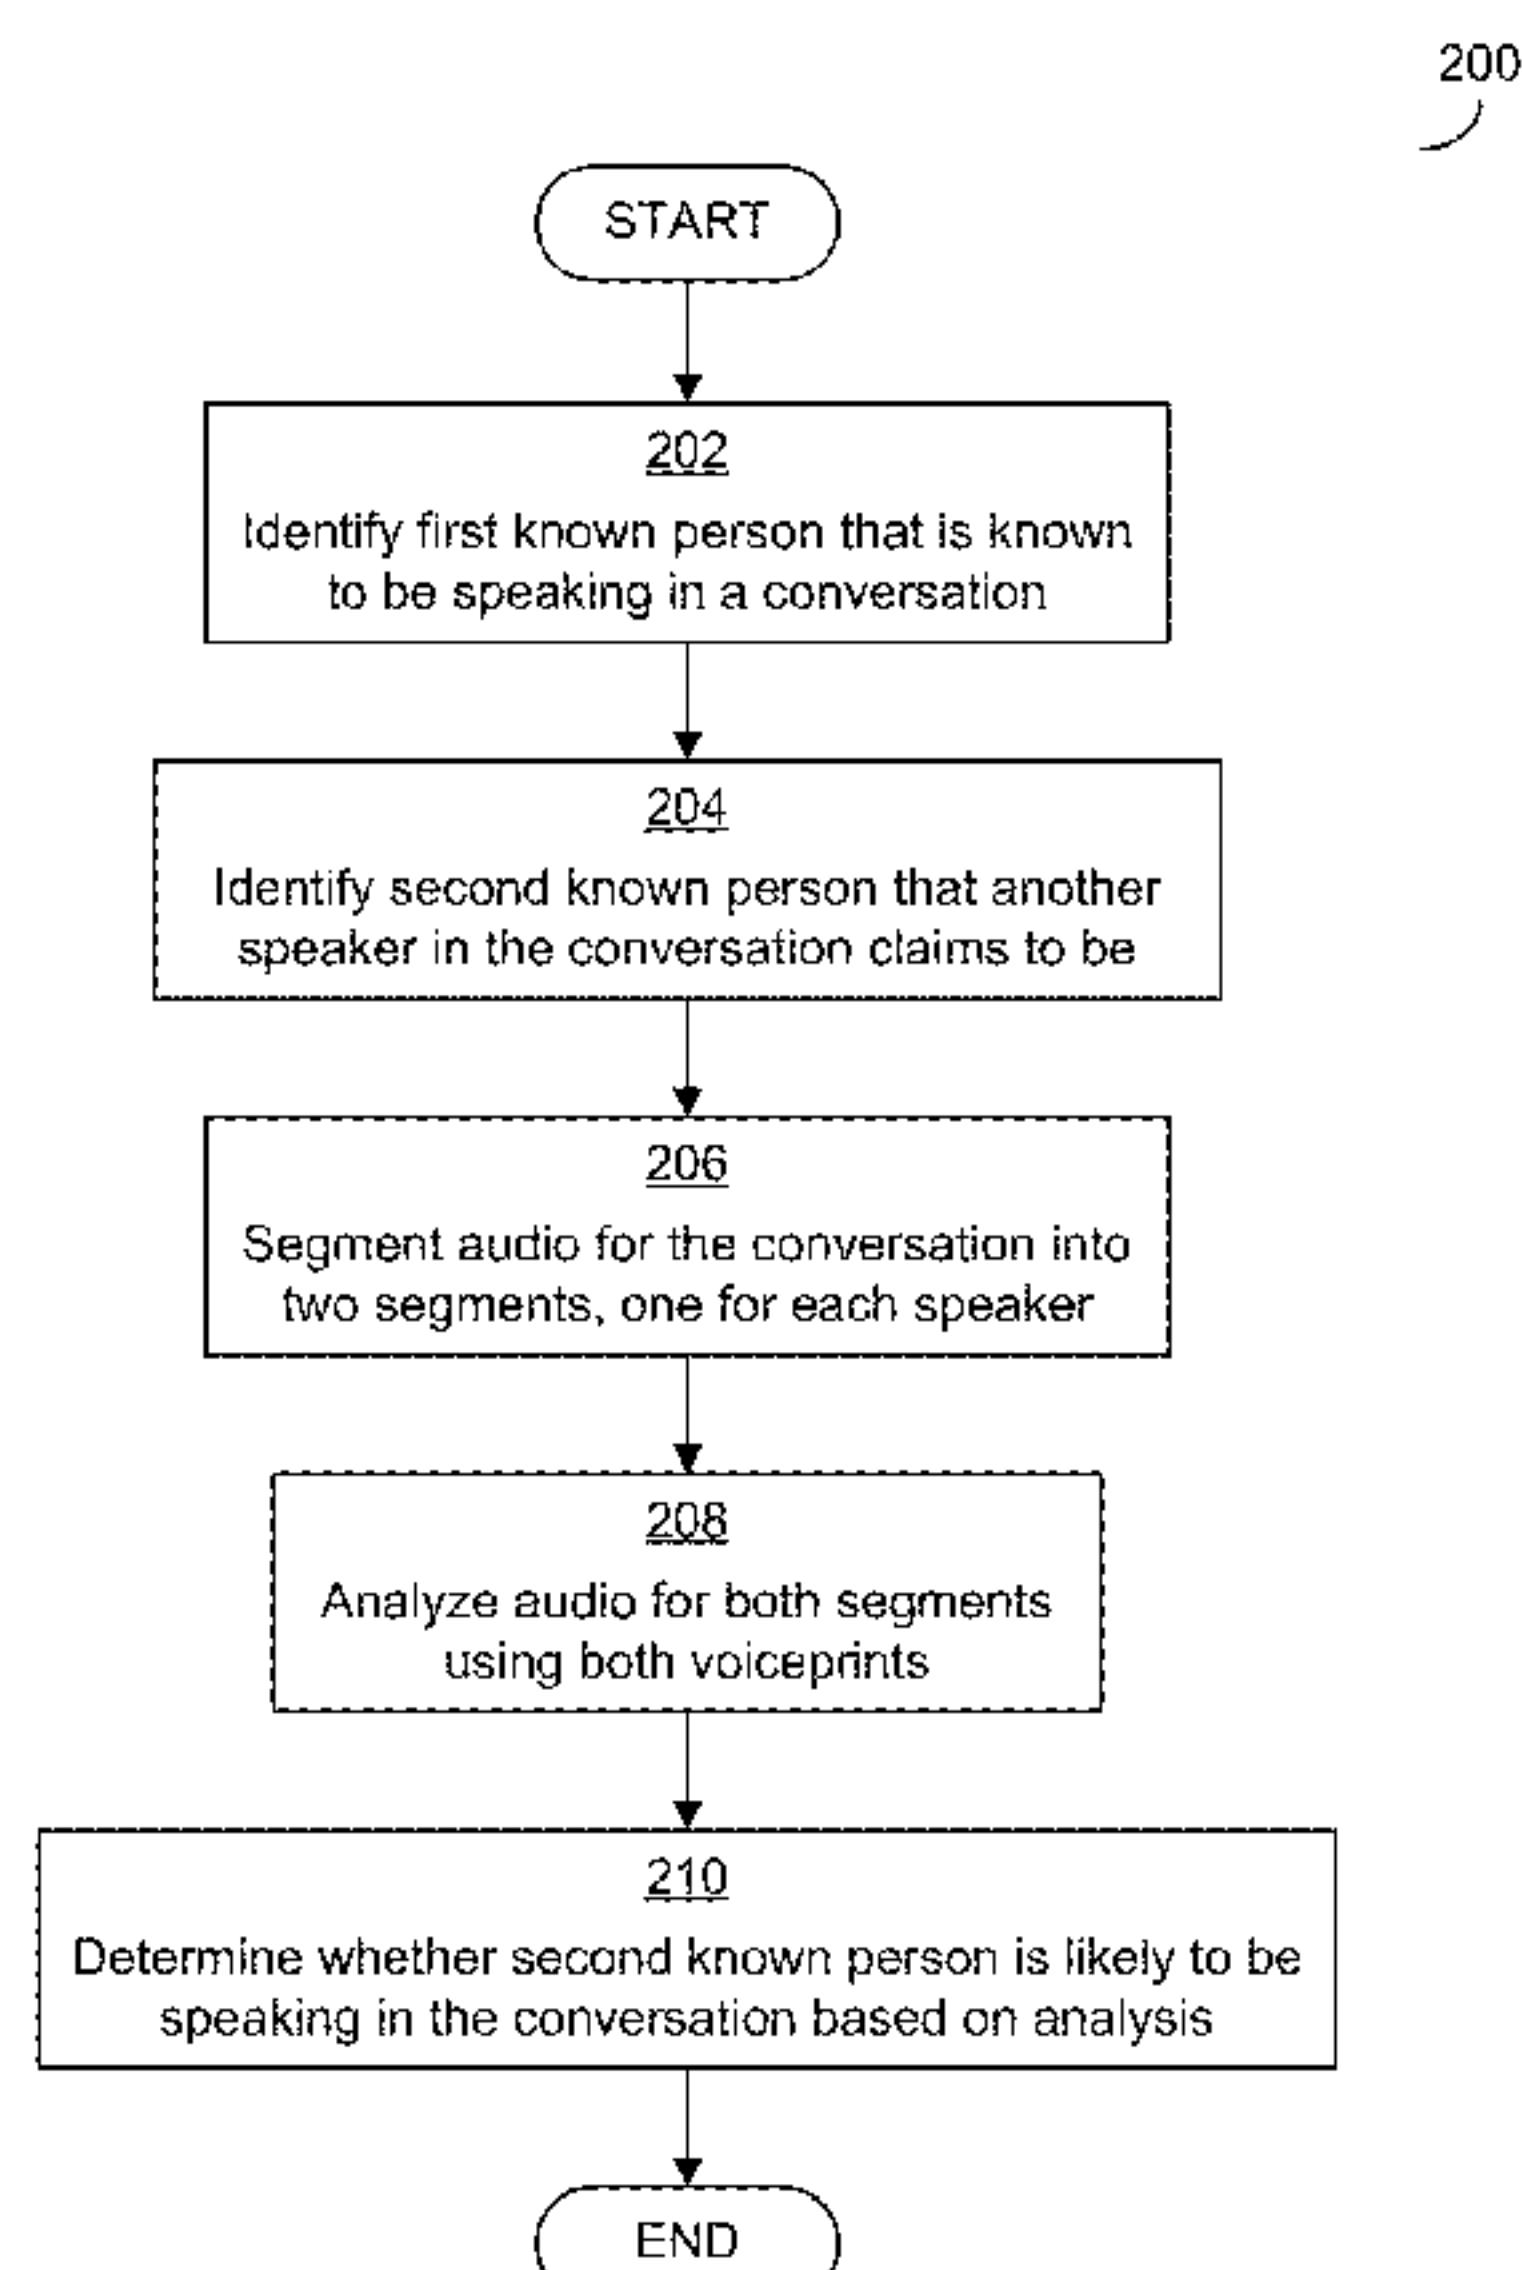 200
START
202
Identify first known person that is known
to be speaking in a conversation
204
Identify second known person that another
speaker in the conversation claims to be
206
Segment audio for the conversation into
two segments, one for each speaker
208
Analyze audio for both segments
using both voiceprints
210
Determine whether second known person is likely to be
speaking in the conversation based on analysis
END